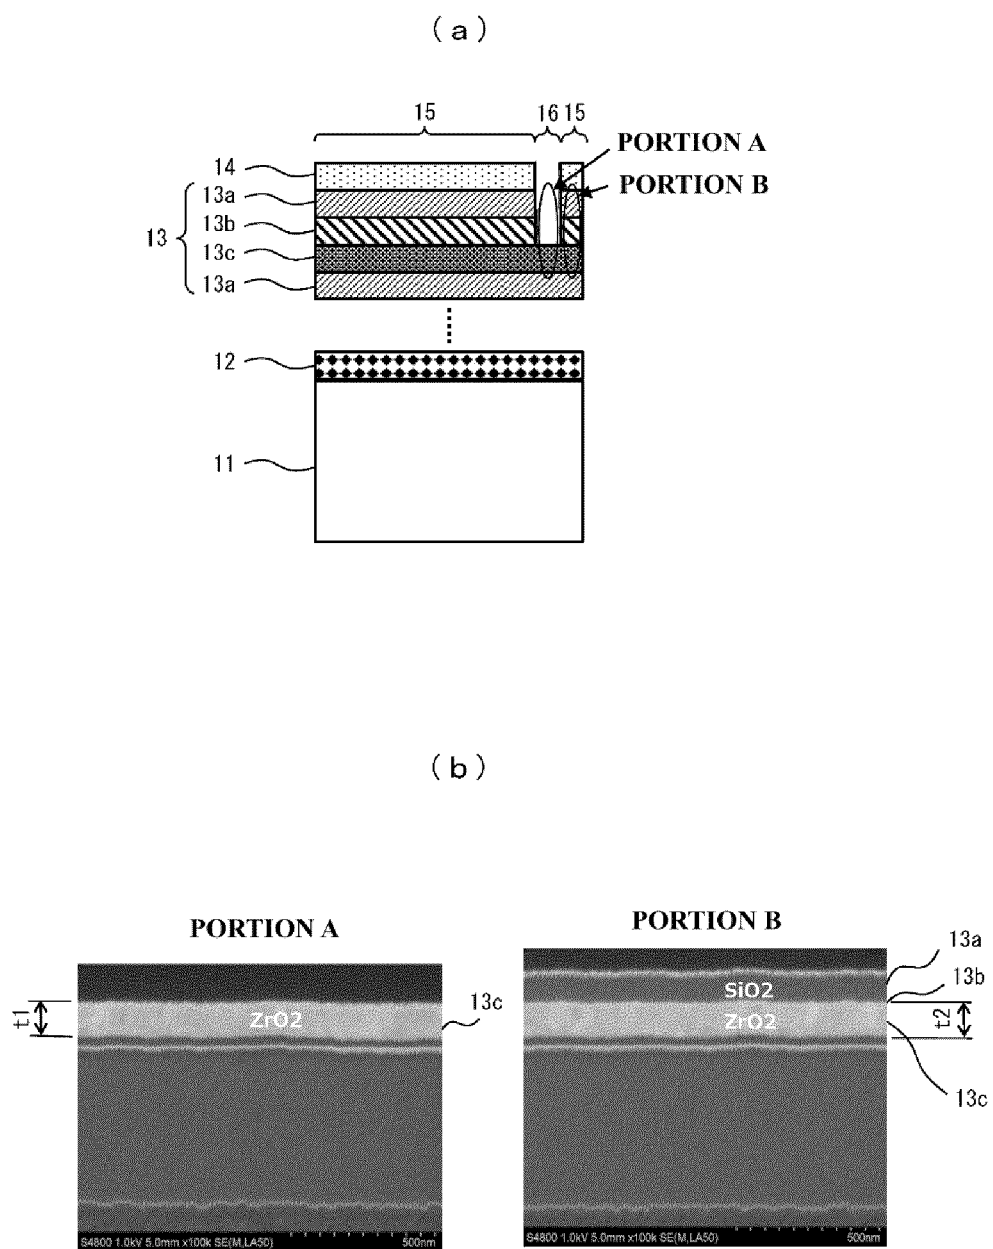 (a)
15 16 15
PORTION A
14
PORTION B
13a
13b
13
13c
13a
12
11
(b)
PORTION A
PORTION B
13a
SiO2
13b
t1
ZrO2
13c
ZrO2
t2
13c
S4800 1.0kV 5.0mm x100k SE(M,LA50) 500nm
S4800 1.0kV 5.0mm x100k SE(M,LA50) 500nm